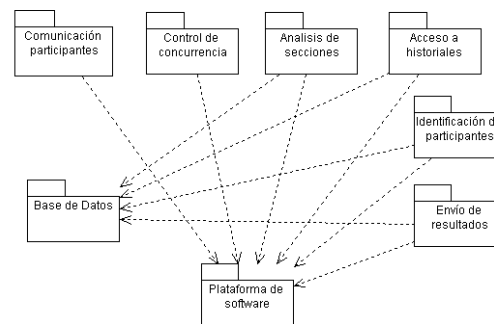 Comunicación
participantes
Control de
concurrencia
Analisis de
secciones
Acceso a
historiales
Identificación d
participantes
Base de Datos
Envío de
resultados
Plataforma de
software